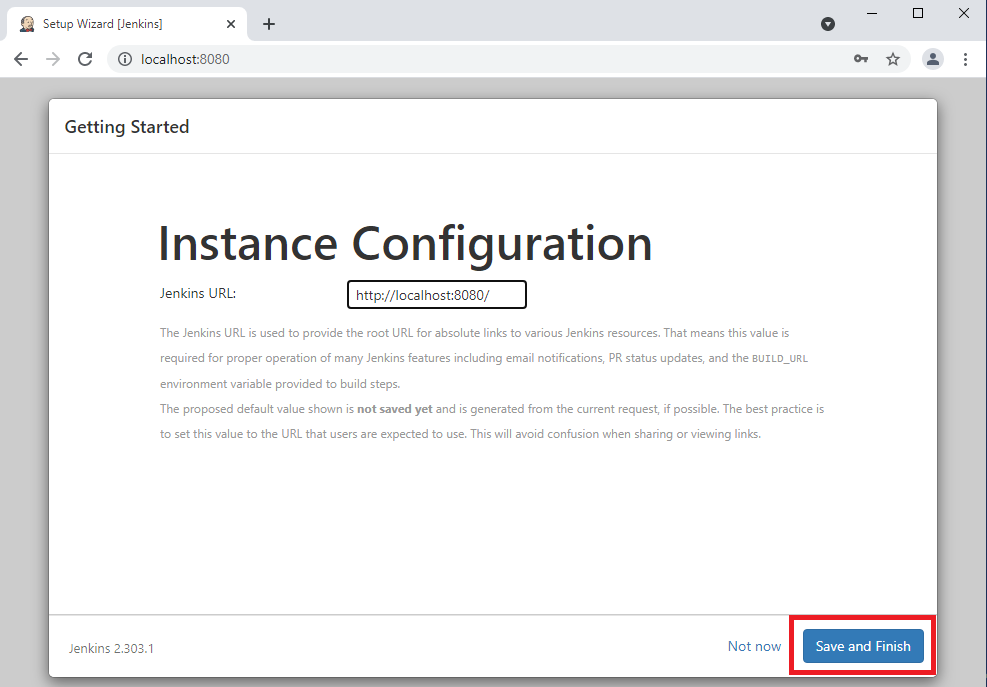 Setup Wizard [Jenkins]
localhost:8080
Getting Started
Instance Configuration
Jenkins URL:
http://localhost:8080/
The Jenkins URL is used to provide the root URL for absolute links to various Jenkins resources. That means this value is
required for proper operation of many Jenkins features including email notifications, PR status updates, and the BUILD_URL
environment variable provided to build steps.
The proposed default value shown is not saved yet and is generated from the current request, if possible. The best practice is
to set this value to the URL that users are expected to use. This will avoid confusion when sharing or viewing links.
Jenkins 2.303.1
Not now
Save and Finish